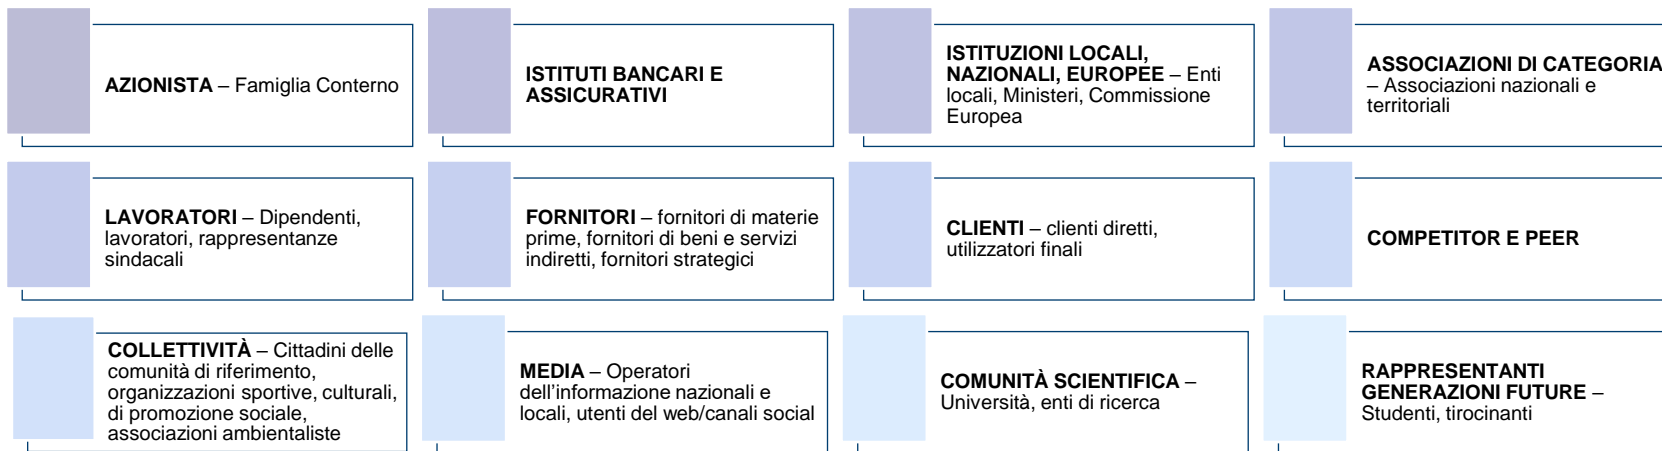 AZIONISTA – Famiglia Conterno
ISTITUTI BANCARI E
ASSICURATIVI
ISTITUZIONI LOCALI,
NAZIONALI, EUROPEE – Enti
locali, Ministeri, Commissione
Europea
ASSOCIAZIONI DI CATEGORIA
– Associazioni nazionali e
territoriali
LAVORATORI – Dipendenti,
lavoratori, rappresentanze
sindacali
FORNITORI – fornitori di materie
prime, fornitori di beni e servizi
indiretti, fornitori strategici
CLIENTI – clienti diretti,
utilizzatori finali
COMPETITOR E PEER
COLLETTIVITÀ – Cittadini delle
comunità di riferimento,
organizzazioni sportive, culturali,
di promozione sociale,
associazioni ambientaliste
MEDIA – Operatori
dell'informazione nazionali e
locali, utenti del web/canali social
COMUNITÀ SCIENTIFICA –
Università, enti di ricerca
RAPPRESENTANTI
GENERAZIONI FUTURE –
Studenti, tirocinanti